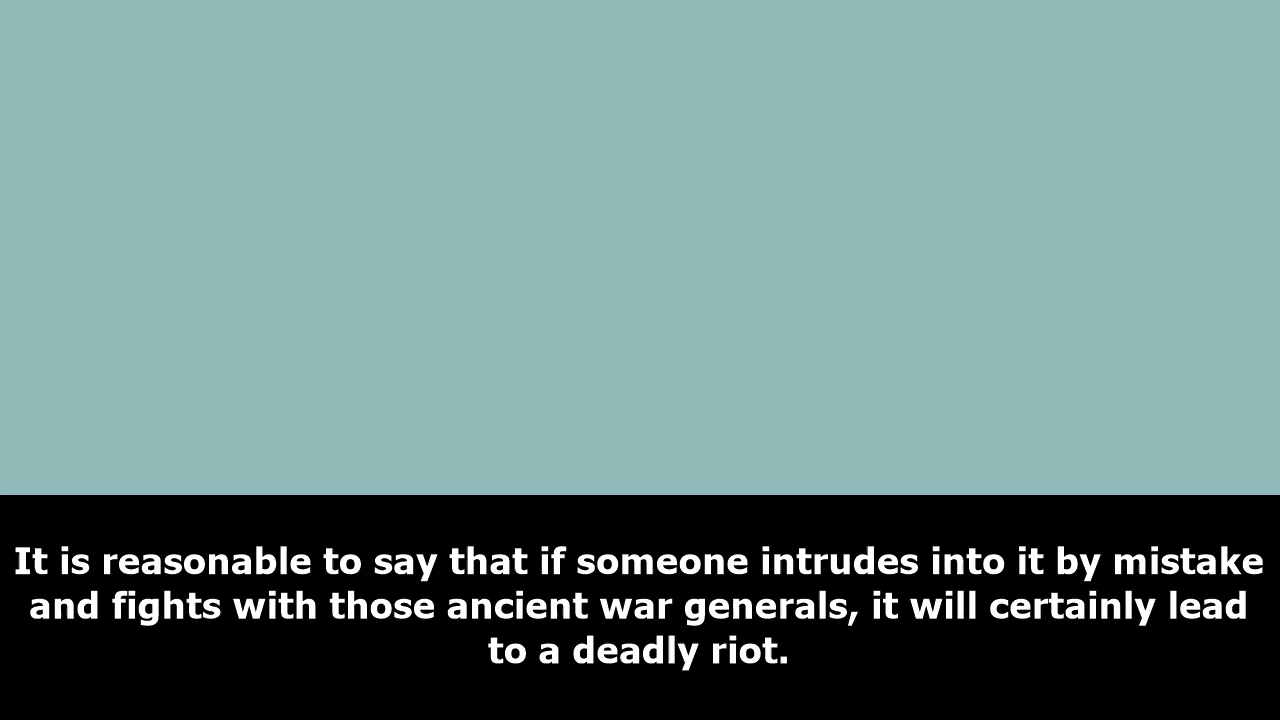 It is reasonable to say that if someone intrudes into it by mistake
and fights with those ancient war generals, it will certainly lead
to a deadly riot.